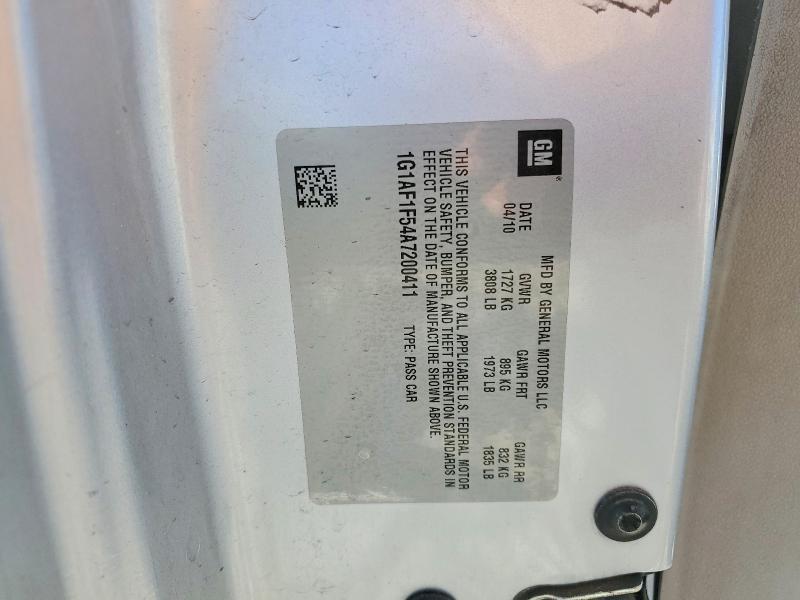 GM
MFD BY GENERAL MOTORS LLC
DATE GVWR GAWR FRT GAWR RR
04/10 1727 KG 895 KG 832 KG
3808 LB 1973 LB 1835 LB
THIS VEHICLE CONFORMS TO ALL APPLICABLE U.S. FEDERAL MOTOR
VEHICLE SAFETY, BUMPER, AND THEFT PREVENTION STANDARDS IN
EFFECT ON THE DATE OF MANUFACTURE SHOWN ABOVE.
1G1AF1F54A7200411 TYPE: PASS CAR